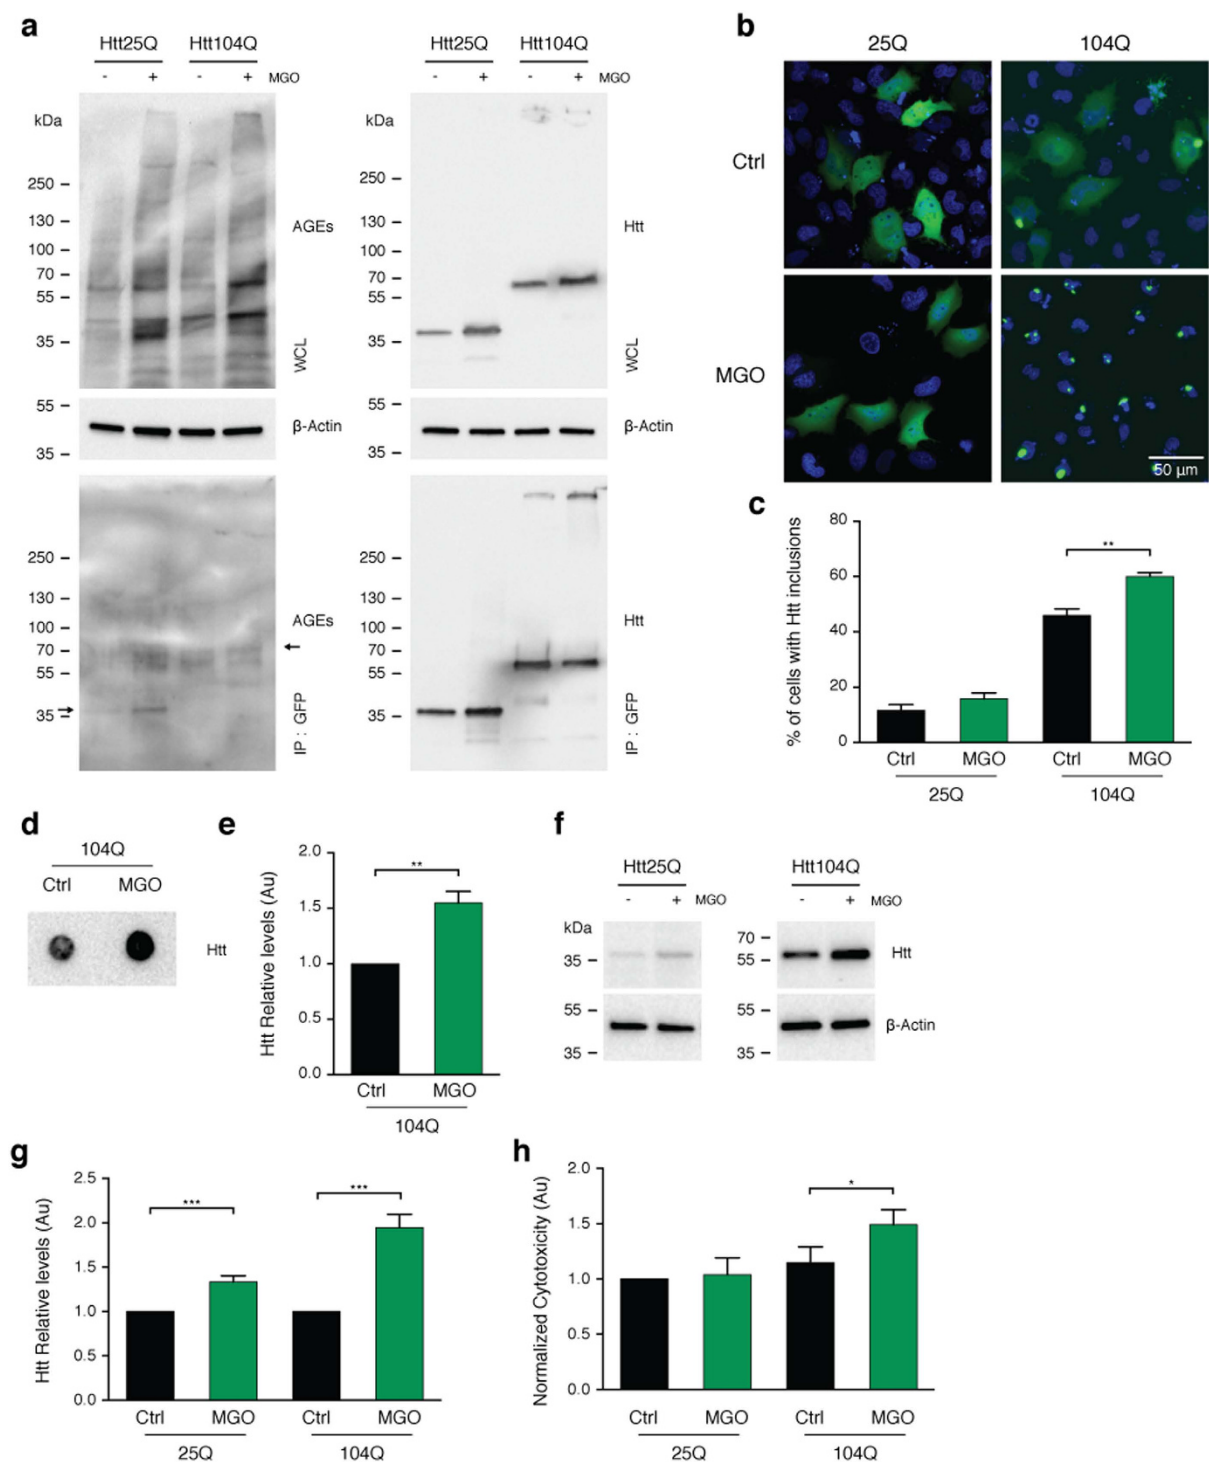 a
Htt25Q Htt104Q
- + - + MGO
kDa
250
130
100
70
55
35
AGEs
WCL
55
35
β-Actin
250
130
100
70
55
35
AGEs
IP : GFP
Htt25Q Htt104Q
- + - + MGO
kDa
250
130
100
70
55
35
Htt
WCL
55
35
β-Actin
250
130
100
70
55
35
Htt
IP : GFP
b
25Q 104Q
Ctrl
MGO
50 µm
c
% of cells with Htt inclusions
80
60
40
20
0
**
Ctrl MGO Ctrl MGO
25Q 104Q
d
104Q
Ctrl MGO
Htt
e
Htt Relative levels (Au)
2.0
1.5
1.0
0.5
0.0
**
Ctrl MGO
104Q
f
Htt25Q Htt104Q
- + MGO - + MGO
kDa
35
55
35
70
55
55
35
Htt
β-Actin
g
Htt Relative levels (Au)
2.5
2.0
1.5
1.0
0.5
0.0
*** ***
Ctrl MGO Ctrl MGO
25Q 104Q
h
Normalized Cytotoxicity (Au)
2.0
1.5
1.0
0.5
0.0
*
Ctrl MGO Ctrl MGO
25Q 104Q